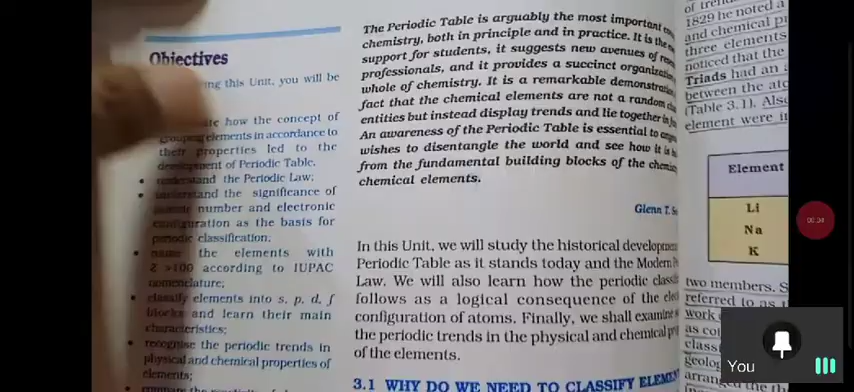 Objectives
ing this Unit, you will be
how the concept of
grouping elements in accordance to
their properties led to the
development of Periodic Table.
• understand the Periodic Law;
• understand the significance of
atomic number and electronic
configuration as the basis for
periodic classification;
• name the elements with
Z >100 according to IUPAC
nomenclature;
• classify elements into s, p, d, f
blocks and learn their main
characteristics;
• recognise the periodic trends in
physical and chemical properties of
elements;
The Periodic Table is arguably the most important
chemistry, both in principle and in practice. It is the
support for students, it suggests new avenues of
professionals, and it provides a succinct
whole of chemistry. It is a remarkable
fact that the chemical elements are not a random
entities but instead display trends and lie together in
An awareness of the Periodic Table is essential to
wishes to disentangle the world and see how it is
from the fundamental building blocks of the
chemical elements.
Glenn T.
In this Unit, we will study the historical
Periodic Table as it stands today and the Modern
Law. We will also learn how the periodic
follows as a logical consequence of the
configuration of atoms. Finally, we shall examine
the periodic trends in the physical and chemical
of the elements.
3.1 WHY DO WE NEED TO CLASSIFY
of
1829 he noted a
and chemical
three elements
noticed that the
Triads had an
between the
(Table 3.1).
element were
Element
Li
Na
K
two members. S
referred to as
work
as
class
geolog
You